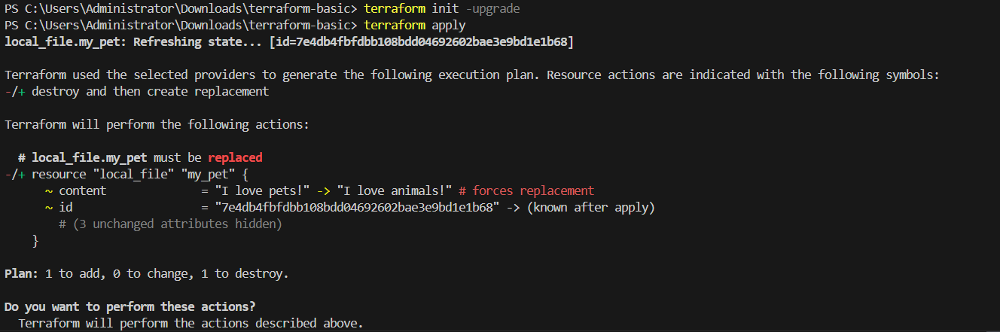 PS C:\Users\Administrator\Downloads\terraform-basic> terraform init -upgrade
PS C:\Users\Administrator\Downloads\terraform-basic> terraform apply
local_file.my_pet: Refreshing state... [id=7e4db4fbfdbb108bdd04692602bae3e9bd1e1b68]
Terraform used the selected providers to generate the following execution plan. Resource actions are indicated with the following symbols:
-/+ destroy and then create replacement
Terraform will perform the following actions:
# local_file.my_pet must be replaced
-/+ resource "local_file" "my_pet" {
~ content = "I love pets!" -> "I love animals!" # forces replacement
~ id = "7e4db4fbfdbb108bdd04692602bae3e9bd1e1b68" -> (known after apply)
# (3 unchanged attributes hidden)
}
Plan: 1 to add, 0 to change, 1 to destroy.
Do you want to perform these actions?
Terraform will perform the actions described above.